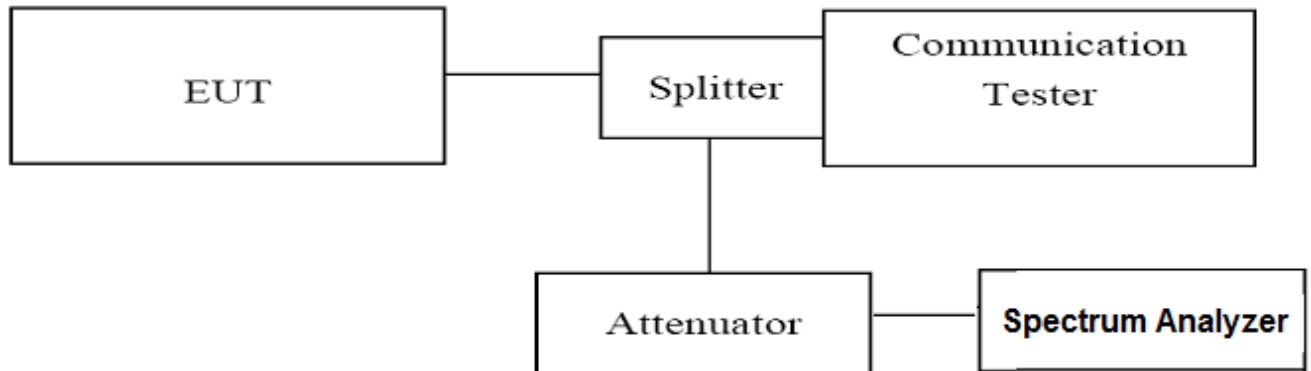 EUT
Splitter
Communication
Tester
Attenuator
Spectrum Analyzer